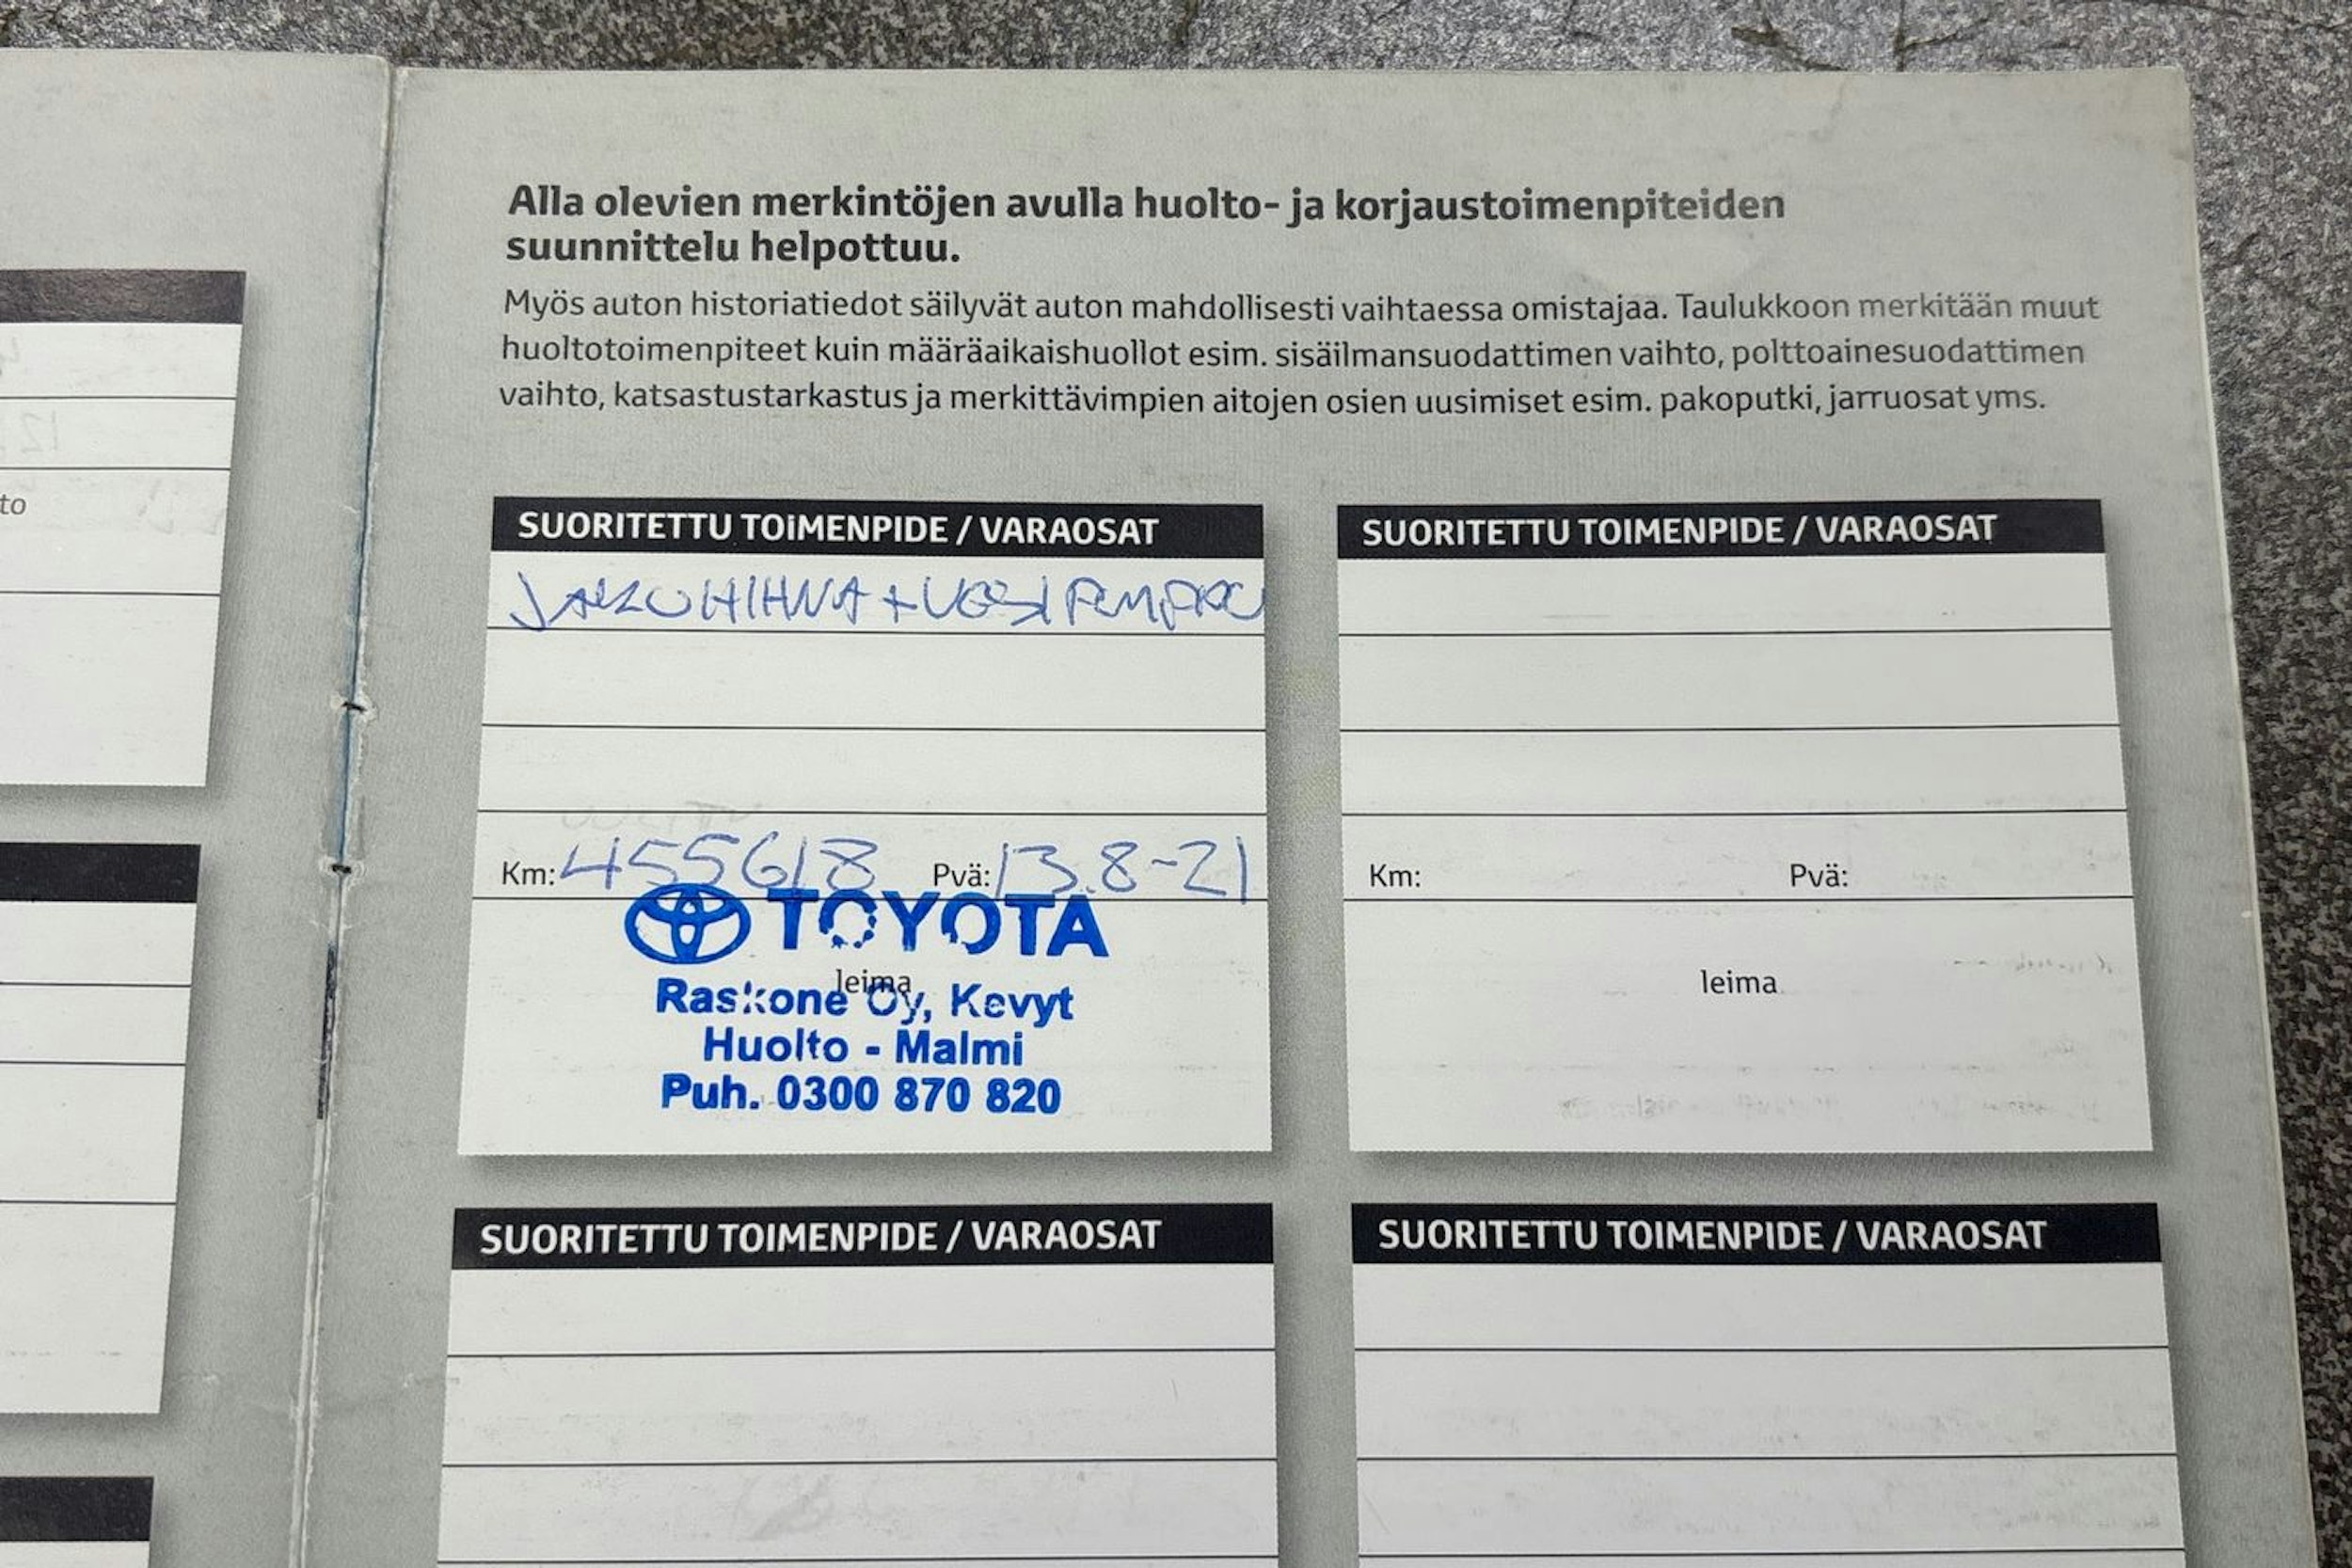 Alla olevien merkintöjen avulla huolto- ja korjaustoimenpiteiden
suunnittelu helpottuu.
Myös auton historiatiedot säilyvät auton mahdollisesti vaihtaessa omistajaa. Taulukkoon merkitään muut
huoltotoimenpiteet kuin määräaikaishuollot esim. sisäilmansuodattimen vaihto, polttoainesuodattimen
vaihto, katsastustarkastus ja merkittävimpien aitojen osien uusimiset esim. pakoputki, jarruosat yms.
to
SUORITETTU TOIMENPIDE / VARAOSAT
JAKOHIHNA + VESIPUMPPU
Km: 455618 Pvä: 13.8-21
TOYOTA
leima
Raskone Oy, Kevyt
Huolto - Malmi
Puh. 0300 870 820
SUORITETTU TOIMENPIDE / VARAOSAT
Km: Pvä:
leima
SUORITETTU TOIMENPIDE / VARAOSAT
SUORITETTU TOIMENPIDE / VARAOSAT